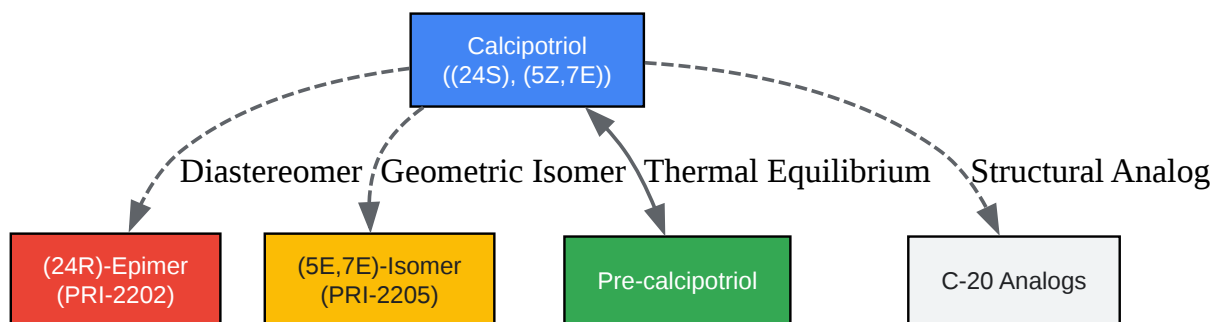 Calcipotriol
((24S), (5Z,7E))
Diastereomer
Geometric Isomer
Thermal Equilibrium
Structural Analog
(24R)-Epimer
(PRI-2202)
(5E,7E)-Isomer
(PRI-2205)
Pre-calcipotriol
C-20 Analogs